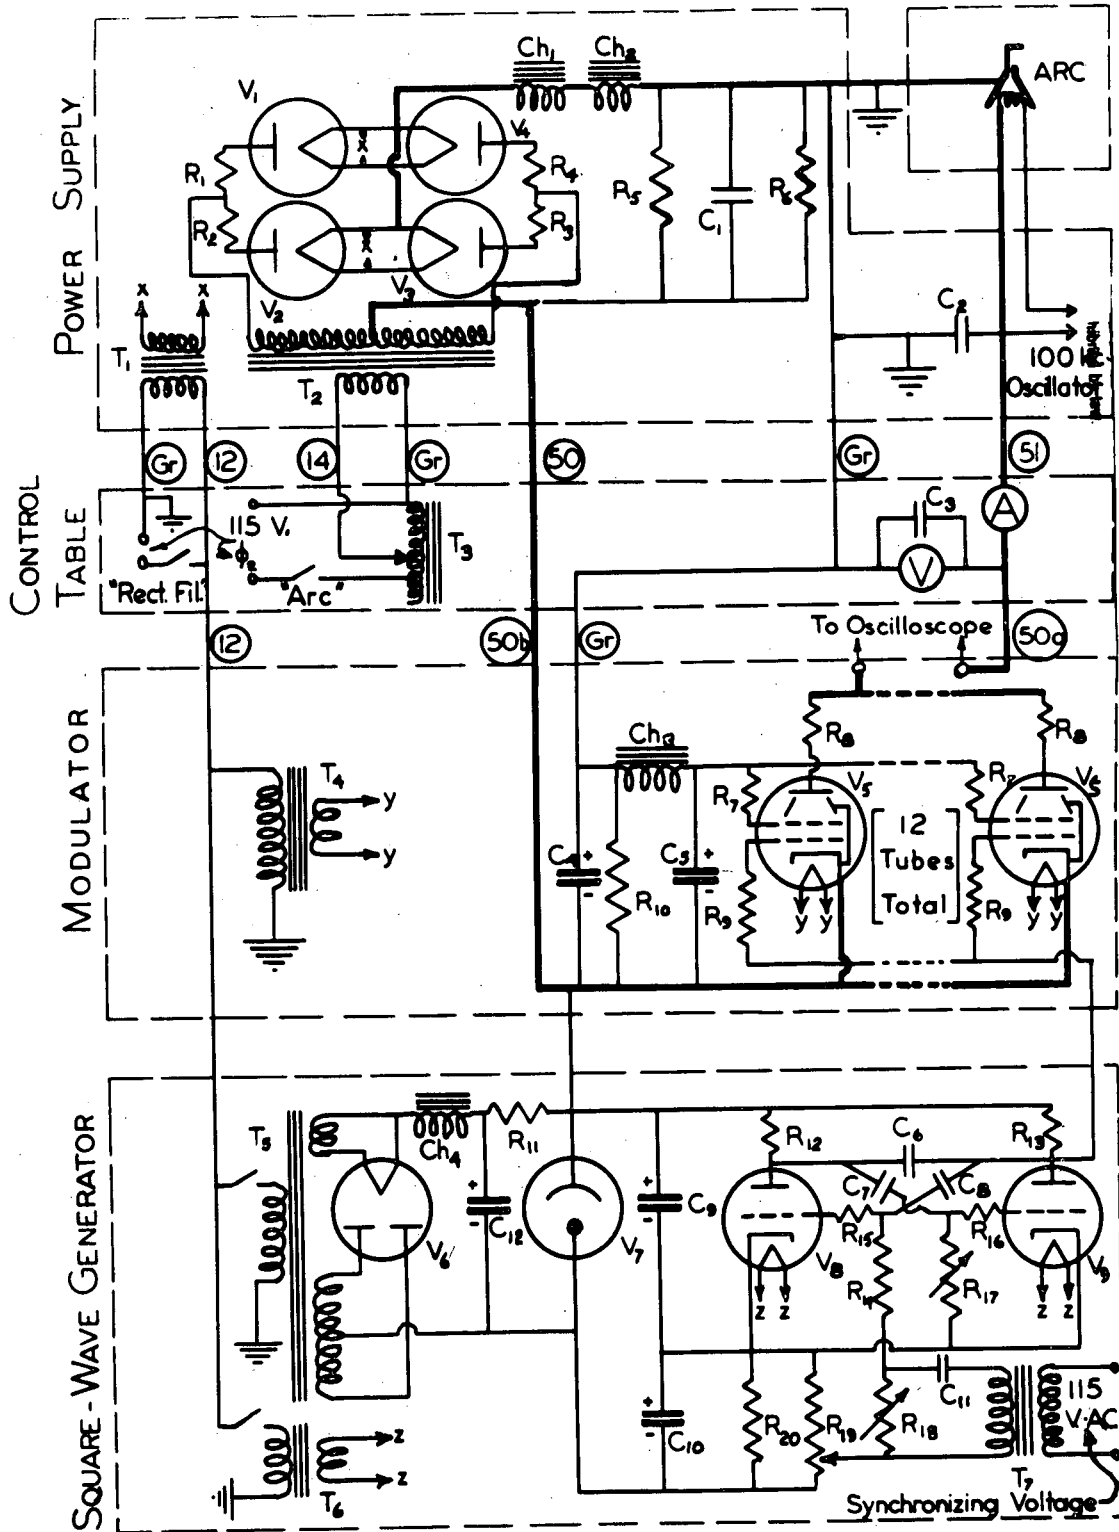 POWER SUPPLY
Ch₁
Ch₂
ARC
V₁
V₄
R₁
R₂
R₄
R₃
x
x
R₅
C₁
R₆
V₂
V₃
x
x
T₁
T₂
C₂
100
Oscillator
Gr
12
14
Gr
50
Gr
51
CONTROL
TABLE
115 V.
"Rect. Fil."
"Arc"
T₃
C₃
A
V
12
50b
Gr
To Oscilloscope
50a
MODULATOR
T₄
y
y
Ch₃
R₈
R₈
R₇
V₅
R₇
V₅
12
Tubes
Total
C₄
+
-
R₁₀
C₅
+
-
R₉
R₉
y y
y y
SQUARE-WAVE GENERATOR
T₅
Ch₄
R₁₁
V₆
+
-
C₁₂
V₇
+
-
C₉
R₁₂
C₆
R₁₃
C₇
C₈
R₁₅
R₁₆
V₈
V₉
z z
z z
R₁₄
R₁₇
C₁₁
+
-
C₁₀
R₂₀
R₁₉
R₁₈
115
V·AC
T₇
z
z
T₆
Synchronizing Voltage